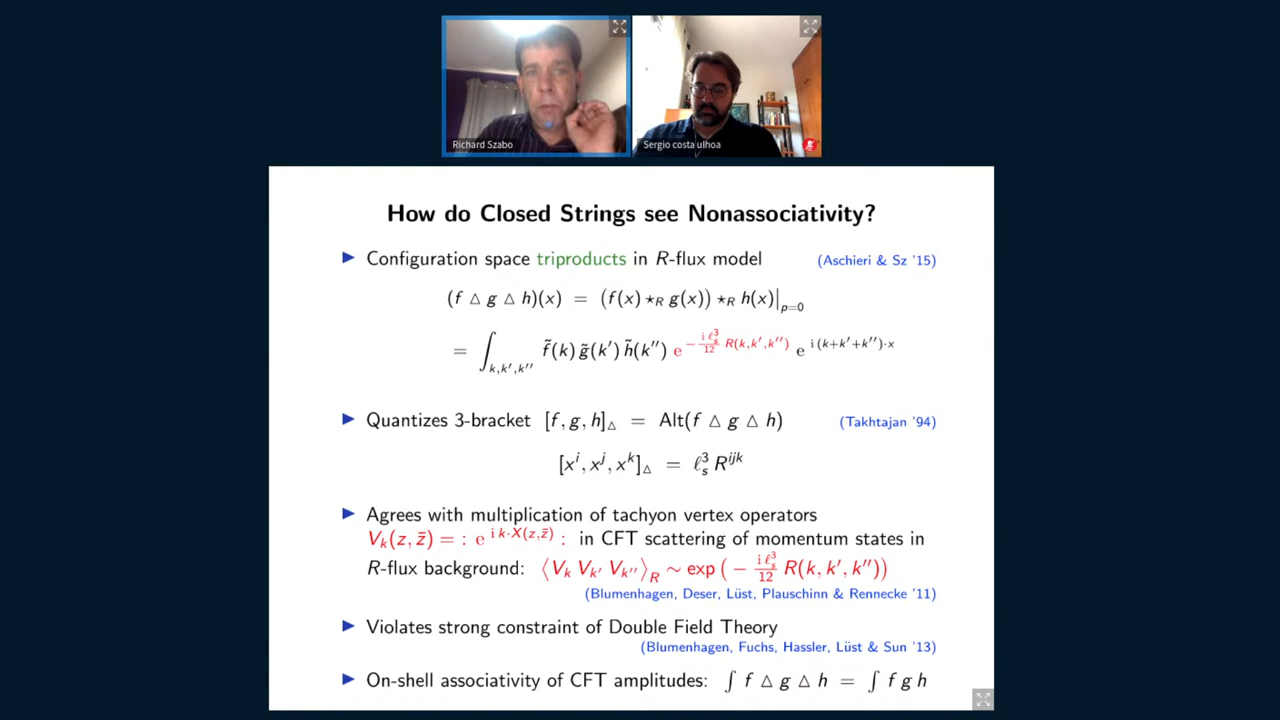 Richard Szabo
Sergio costa ulhoa
How do Closed Strings see Nonassociativity?
▶ Configuration space triproducts in R-flux model (Aschieri & Sz '15)
(f △ g △ h)(x) = (f(x) ⋆_R g(x)) ⋆_R h(x)|_{p=0}
= ∫_{k,k′,k″} f̃(k) g̃(k′) h̃(k″) e^{− (i ℓ_s^3 / 12) R(k,k′,k″)} e^{i (k+k′+k″)·x}
▶ Quantizes 3-bracket [f, g, h]_△ = Alt(f △ g △ h) (Takhtajan '94)
[x^i, x^j, x^k]_△ = ℓ_s^3 R^{ijk}
▶ Agrees with multiplication of tachyon vertex operators
V_k(z, z̄) = : e^{i k·X(z,z̄)} : in CFT scattering of momentum states in
R-flux background: ⟨V_k V_{k′} V_{k″}⟩_R ∼ exp (− (i ℓ_s^3 / 12) R(k, k′, k″))
(Blumenhagen, Deser, Lüst, Plauschinn & Rennecke '11)
▶ Violates strong constraint of Double Field Theory
(Blumenhagen, Fuchs, Hassler, Lüst & Sun '13)
▶ On-shell associativity of CFT amplitudes: ∫ f △ g △ h = ∫ f g h